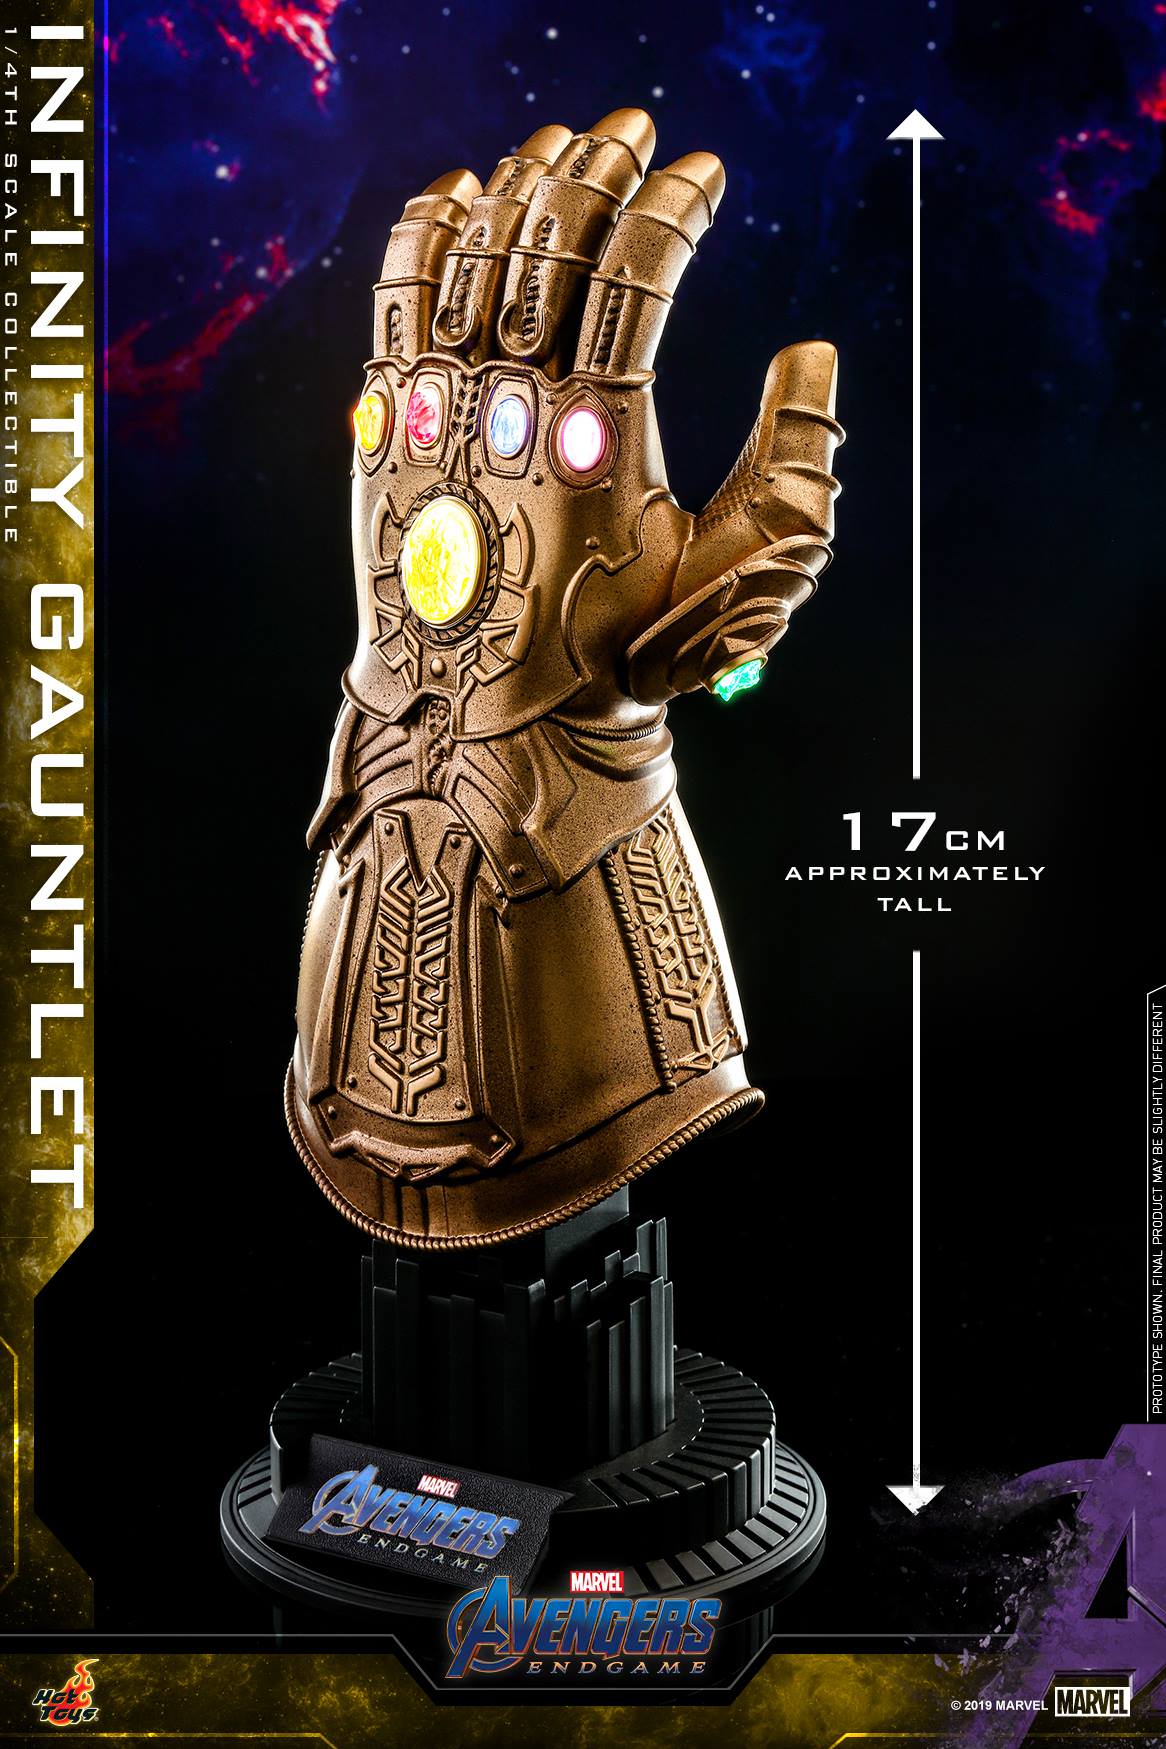 INFINITY GAUNTLET
1/4TH SCALE COLLECTIBLE
17CM
APPROXIMATELY
TALL
PROTOTYPE SHOWN. FINAL PRODUCT MAY BE SLIGHTLY DIFFERENT
MARVEL
AVENGERS
ENDGAME
MARVEL
AVENGERS
ENDGAME
Hot
Toys
© 2019 MARVEL MARVEL